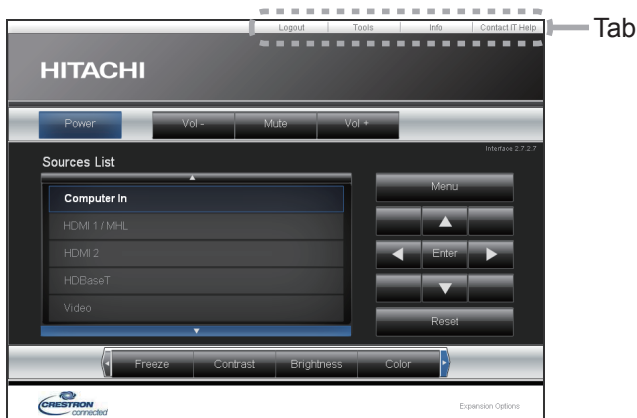 Logout Tools Info Contact IT Help Tab
HITACHI
Power Vol - Mute Vol +
Interface 2.7.2.7
Sources List
Computer In
HDMI 1 / MHL
HDMI 2
HDBaseT
Video
Menu
Enter
Reset
Freeze Contrast Brightness Color
CRESTRON
connected
Expansion Options